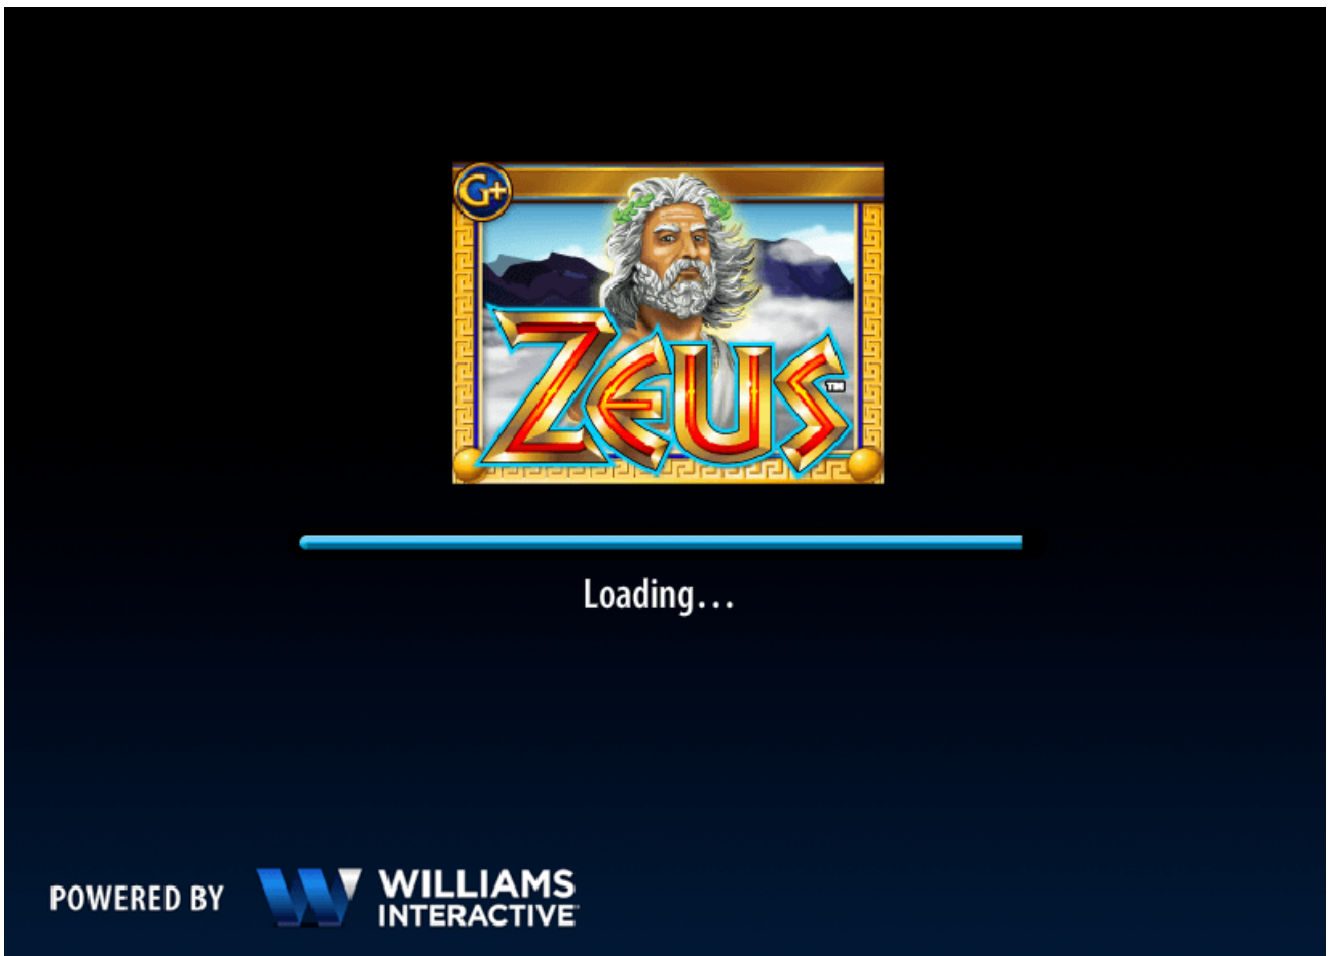 G+
ZEUS
TM
Loading...
POWERED BY
WILLIAMS
INTERACTIVE